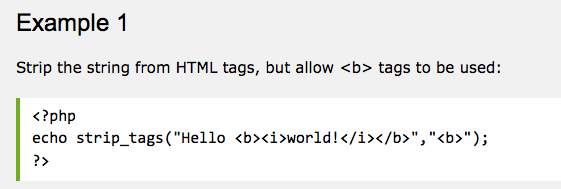 Example 1
Strip the string from HTML tags, but allow <b> tags to be used:
<?php
echo strip_tags("Hello <b><i>world!</i></b>","<b>");
?>